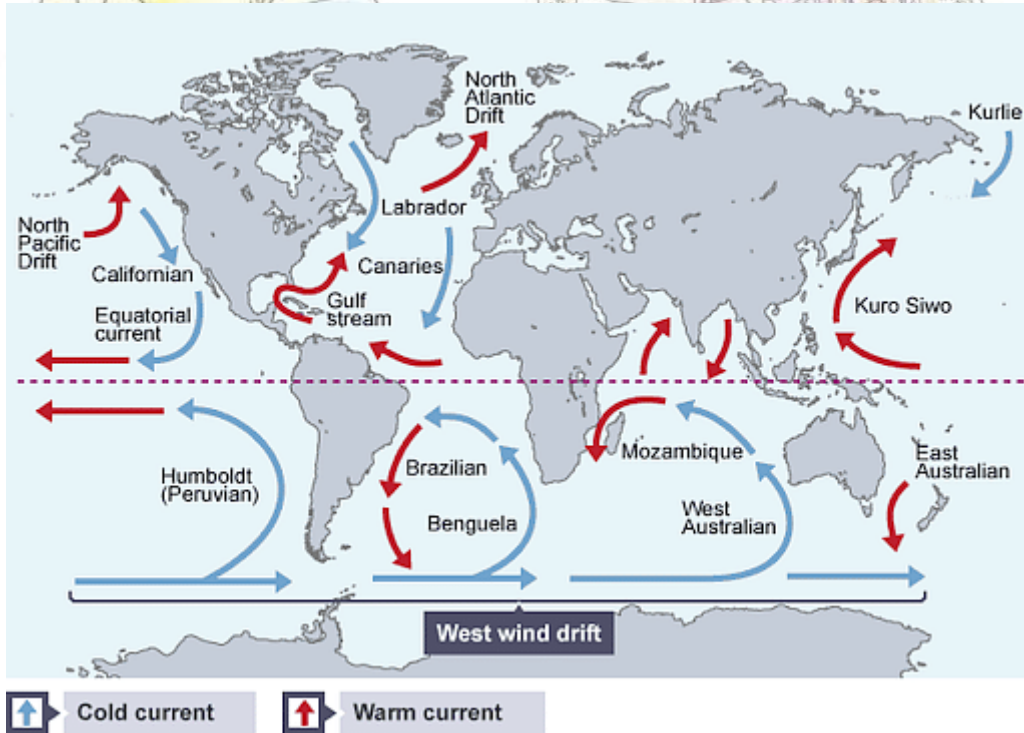 North
Atlantic
Drift
Kurlie
Labrador
North
Pacific
Drift
Californian
Canaries
Gulf
stream
Equatorial
current
Kuro Siwo
Humboldt
(Peruvian)
Brazilian
Mozambique
East
Australian
Benguela
West
Australian
West wind drift
Cold current
Warm current